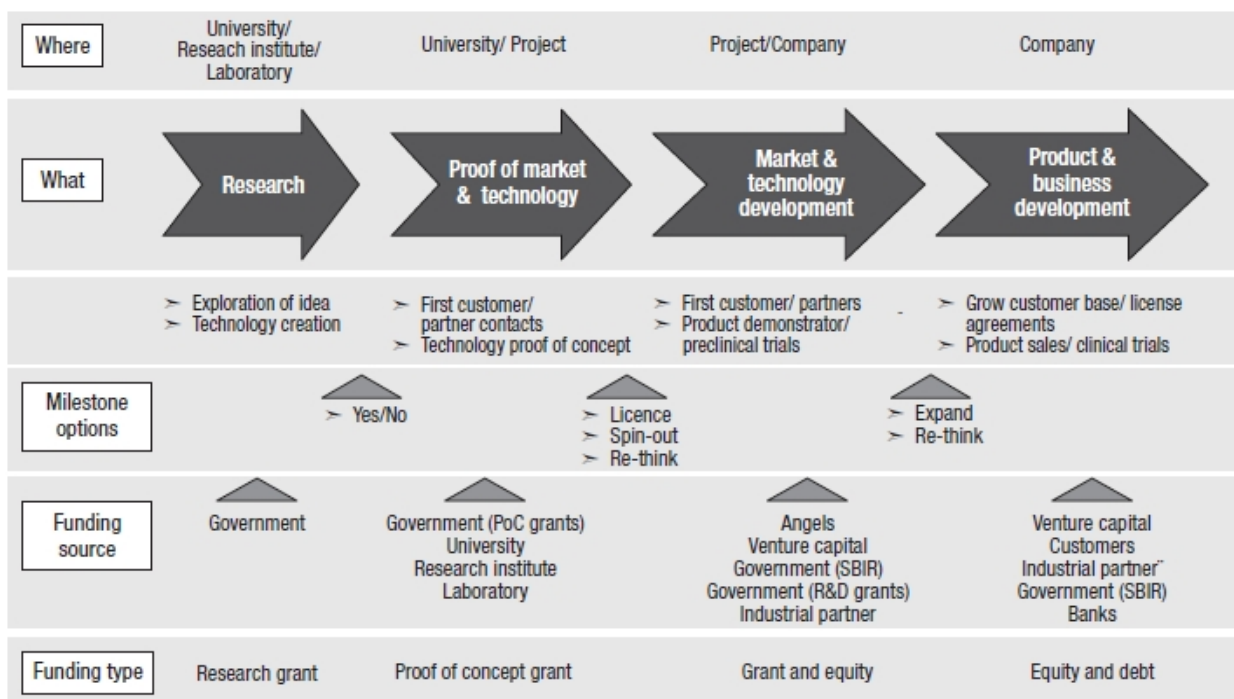 Where
University/
Reseach institute/
Laboratory
University/ Project
Project/Company
Company
What
Research
Proof of market
& technology
Market &
technology
development
Product &
business
development
➢ Exploration of idea
➢ Technology creation
➢ First customer/
partner contacts
➢ Technology proof of concept
➢ First customer/ partners
➢ Product demonstrator/
preclinical trials
-
➢ Grow customer base/ license
agreements
➢ Product sales/ clinical trials
Milestone
options
➢ Yes/No
➢ Licence
➢ Spin-out
➢ Re-think
➢ Expand
➢ Re-think
Funding
source
Government
Government (PoC grants)
University
Research institute
Laboratory
Angels
Venture capital
Government (SBIR)
Government (R&D grants)
Industrial partner
Venture capital
Customers
Industrial partner¨
Government (SBIR)
Banks
Funding type
Research grant
Proof of concept grant
Grant and equity
Equity and debt